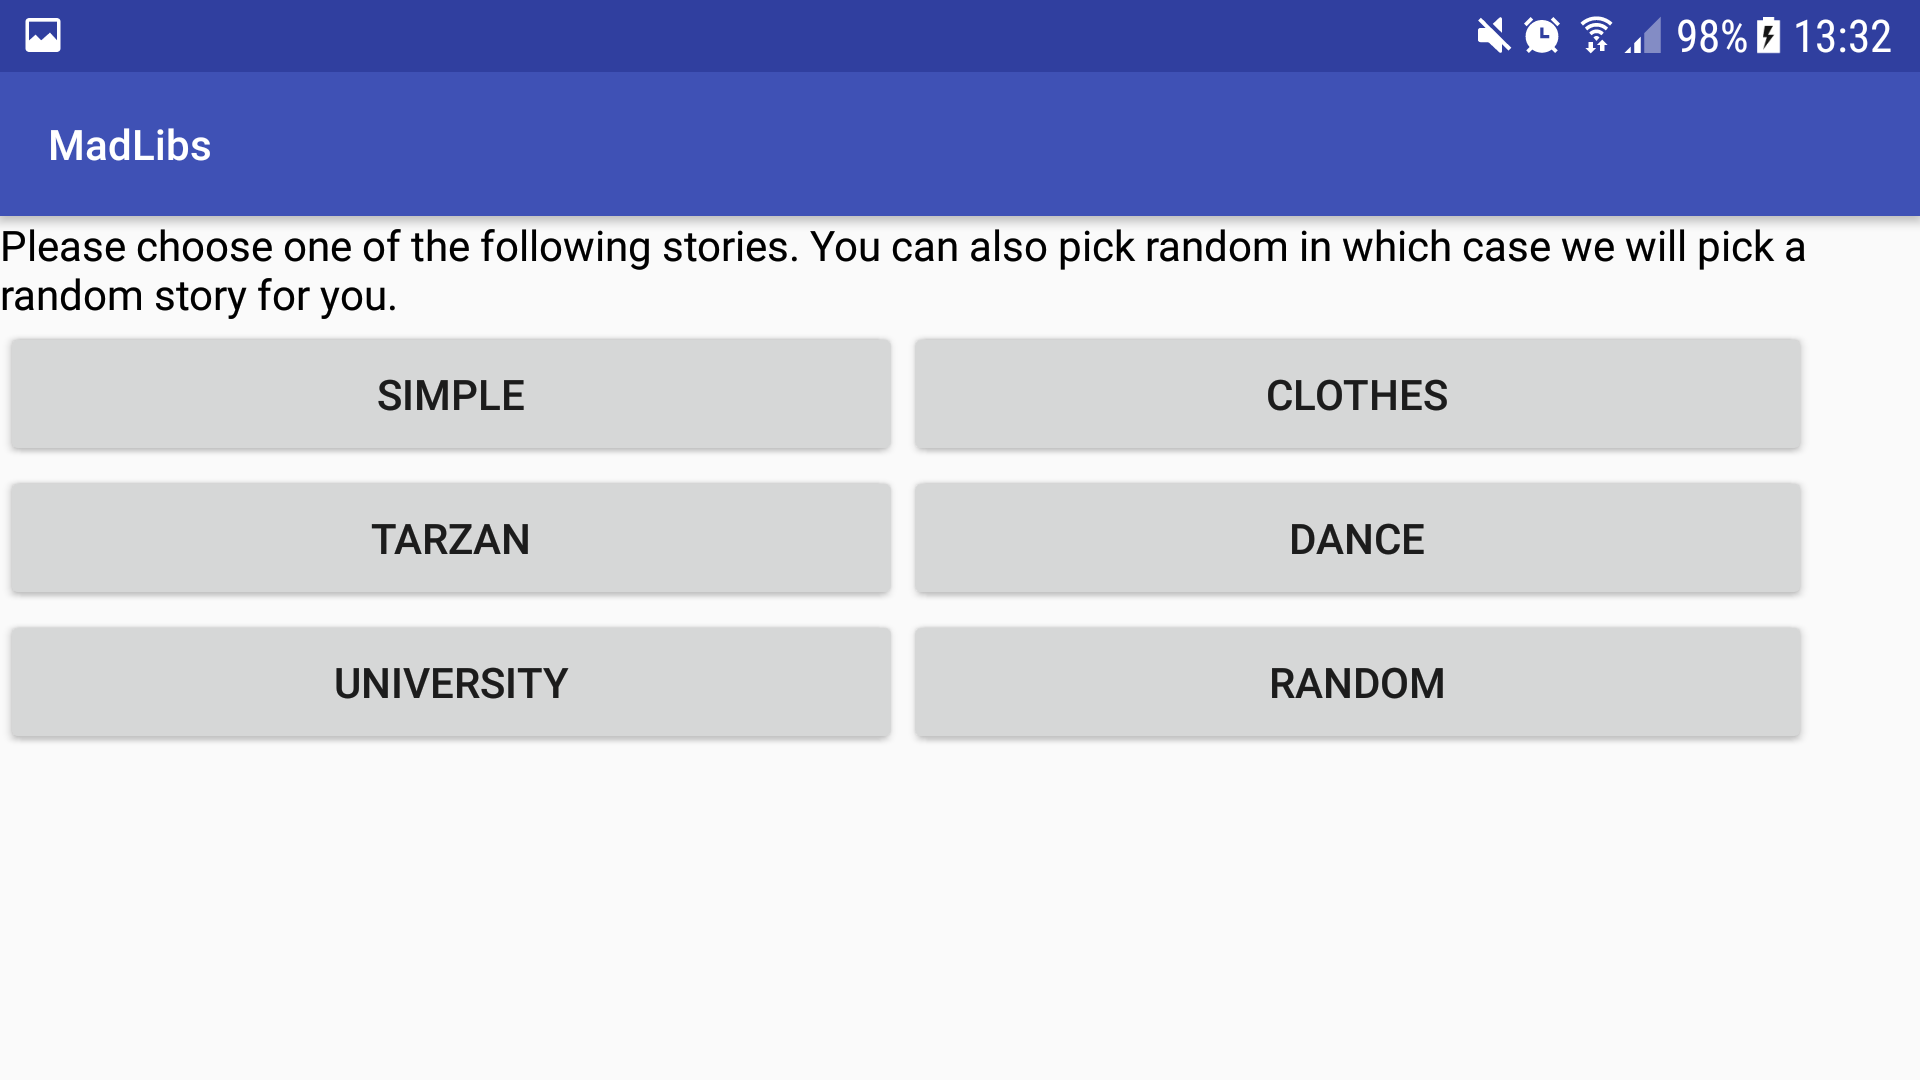 98% 13:32
MadLibs
Please choose one of the following stories. You can also pick random in which case we will pick a
random story for you.
SIMPLE CLOTHES
TARZAN DANCE
UNIVERSITY RANDOM